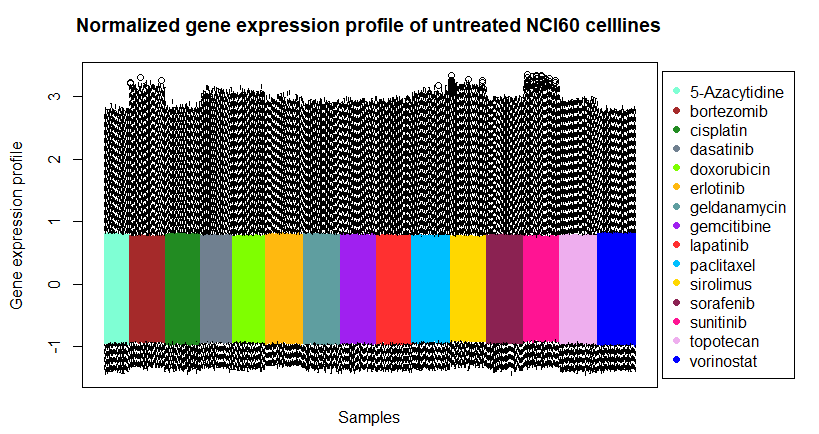 Normalized gene expression profile of untreated NCI60 celllines
Gene expression profile
3
2
1
0
-1
Samples
5-Azacytidine
bortezomib
cisplatin
dasatinib
doxorubicin
erlotinib
geldanamycin
gemcitibine
lapatinib
paclitaxel
sirolimus
sorafenib
sunitinib
topotecan
vorinostat